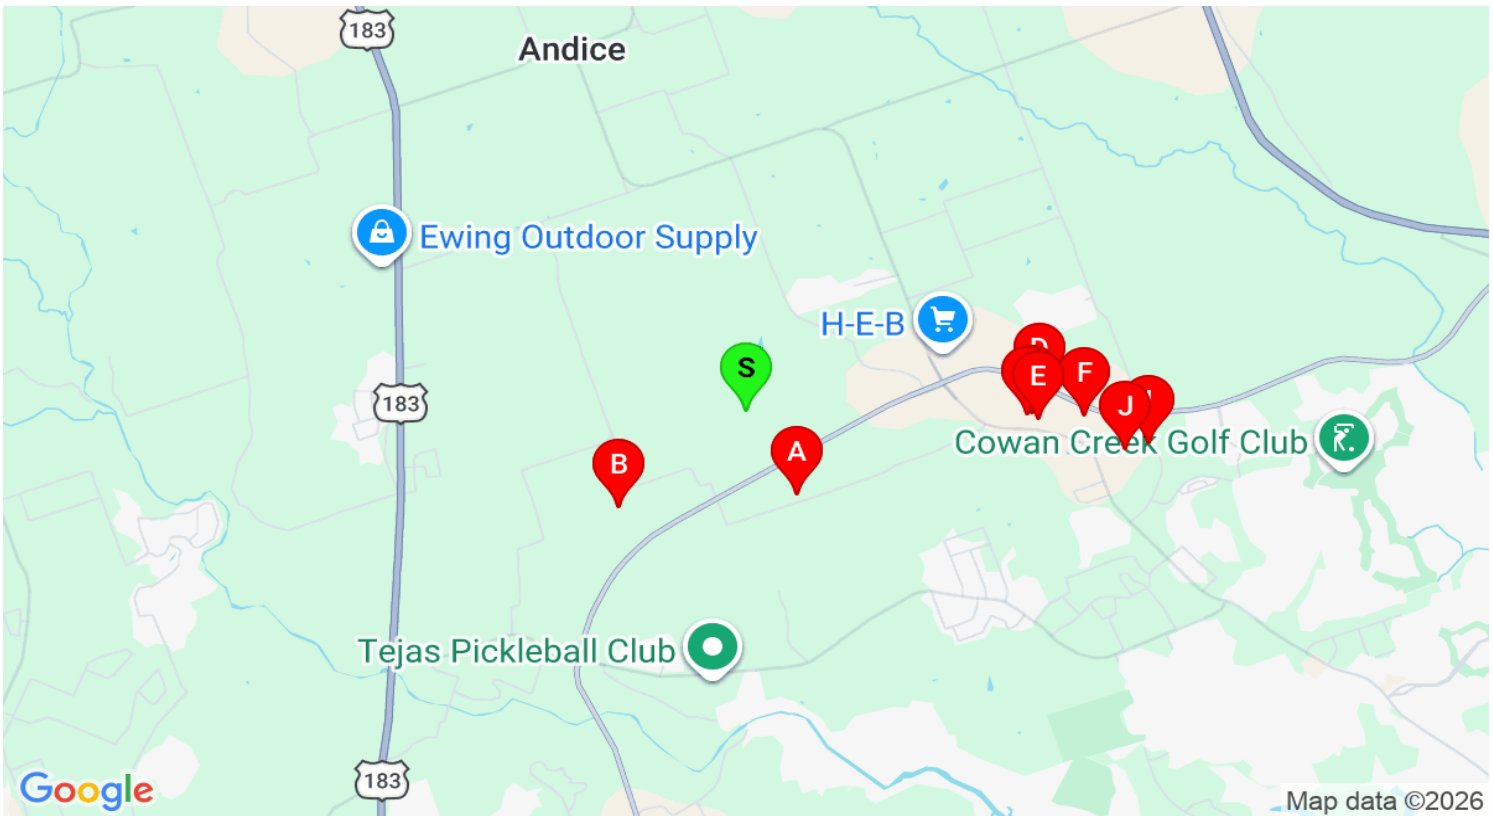 183
Andice
Ewing Outdoor Supply
H-E-B
S
D
E
F
183
J
A
B
Cowan Creek Golf Club
Tejas Pickleball Club
183
Google
Map data ©2026